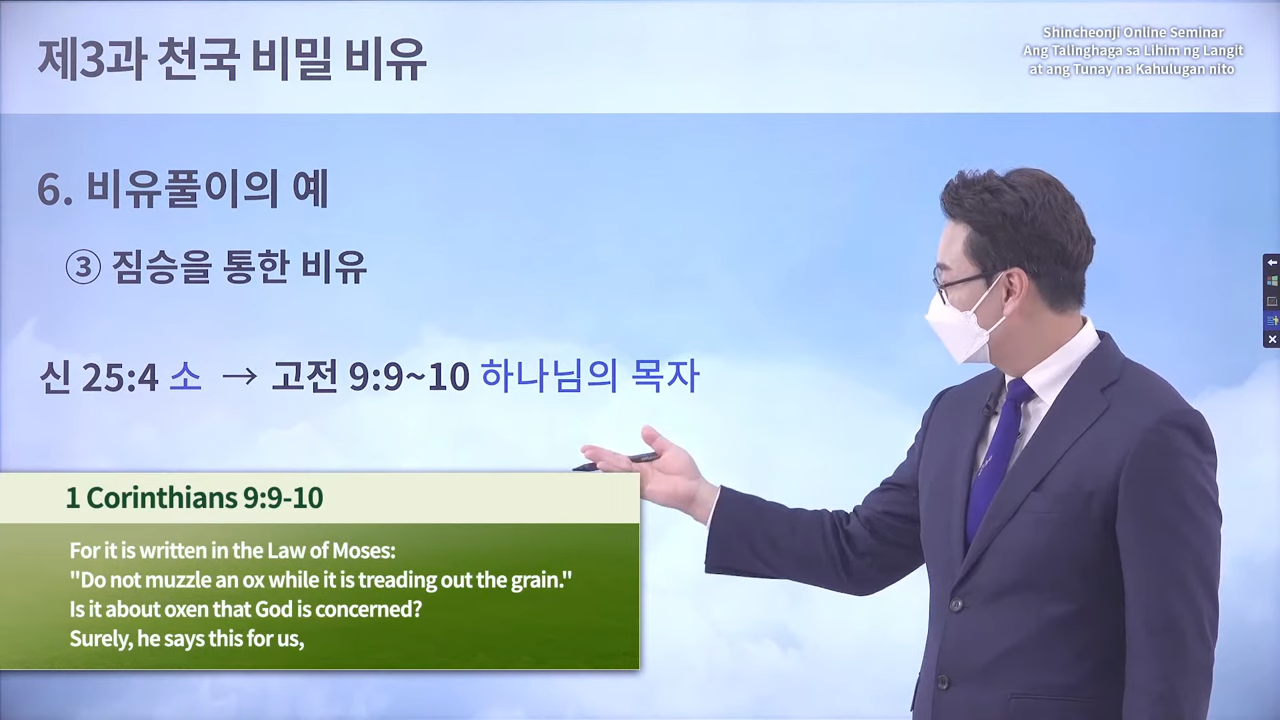 제3과 천국 비밀 비유
Shincheonji Online Seminar
Ang Talinghaga sa Lihim ng Langit
at ang Tunay na Kahulugan nito
6. 비유풀이의 예
③ 짐승을 통한 비유
신 25:4 소 → 고전 9:9~10 하나님의 목자
1 Corinthians 9:9-10
For it is written in the Law of Moses:
"Do not muzzle an ox while it is treading out the grain."
Is it about oxen that God is concerned?
Surely, he says this for us,